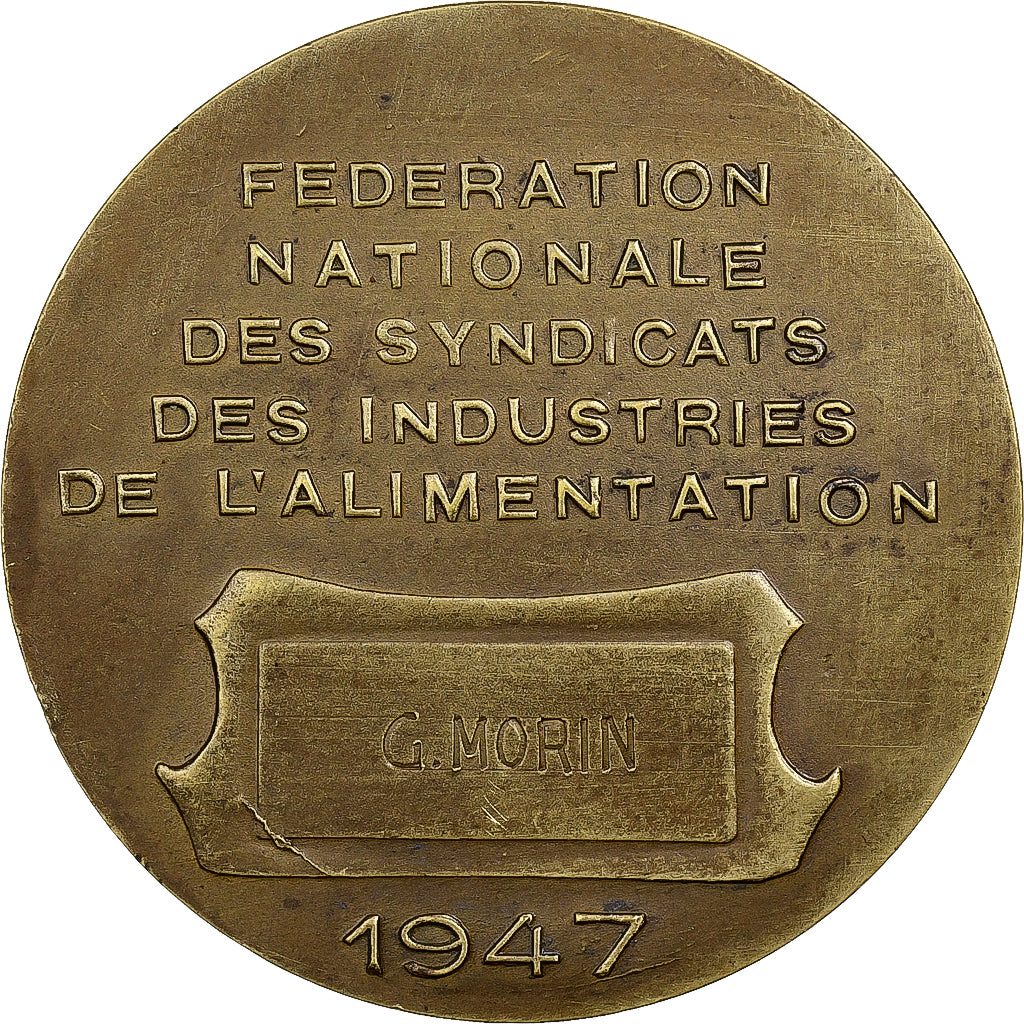 FEDERATION
NATIONALE
DES SYNDICATS
DES INDUSTRIES
DE L'ALIMENTATION
G. MORIN
1947